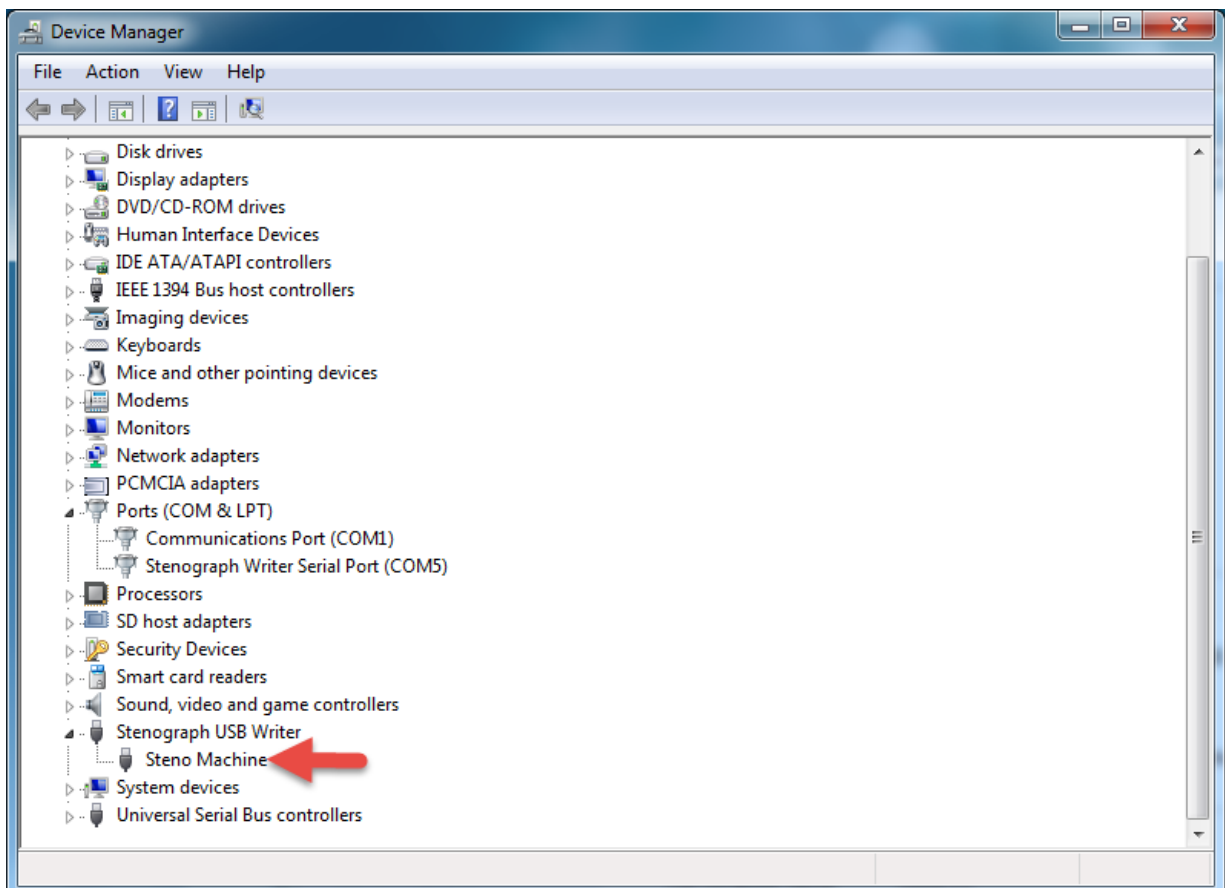 Device Manager
File Action View Help
Disk drives
Display adapters
DVD/CD-ROM drives
Human Interface Devices
IDE ATA/ATAPI controllers
IEEE 1394 Bus host controllers
Imaging devices
Keyboards
Mice and other pointing devices
Modems
Monitors
Network adapters
PCMCIA adapters
Ports (COM & LPT)
Communications Port (COM1)
Stenograph Writer Serial Port (COM5)
Processors
SD host adapters
Security Devices
Smart card readers
Sound, video and game controllers
Stenograph USB Writer
Steno Machine
System devices
Universal Serial Bus controllers